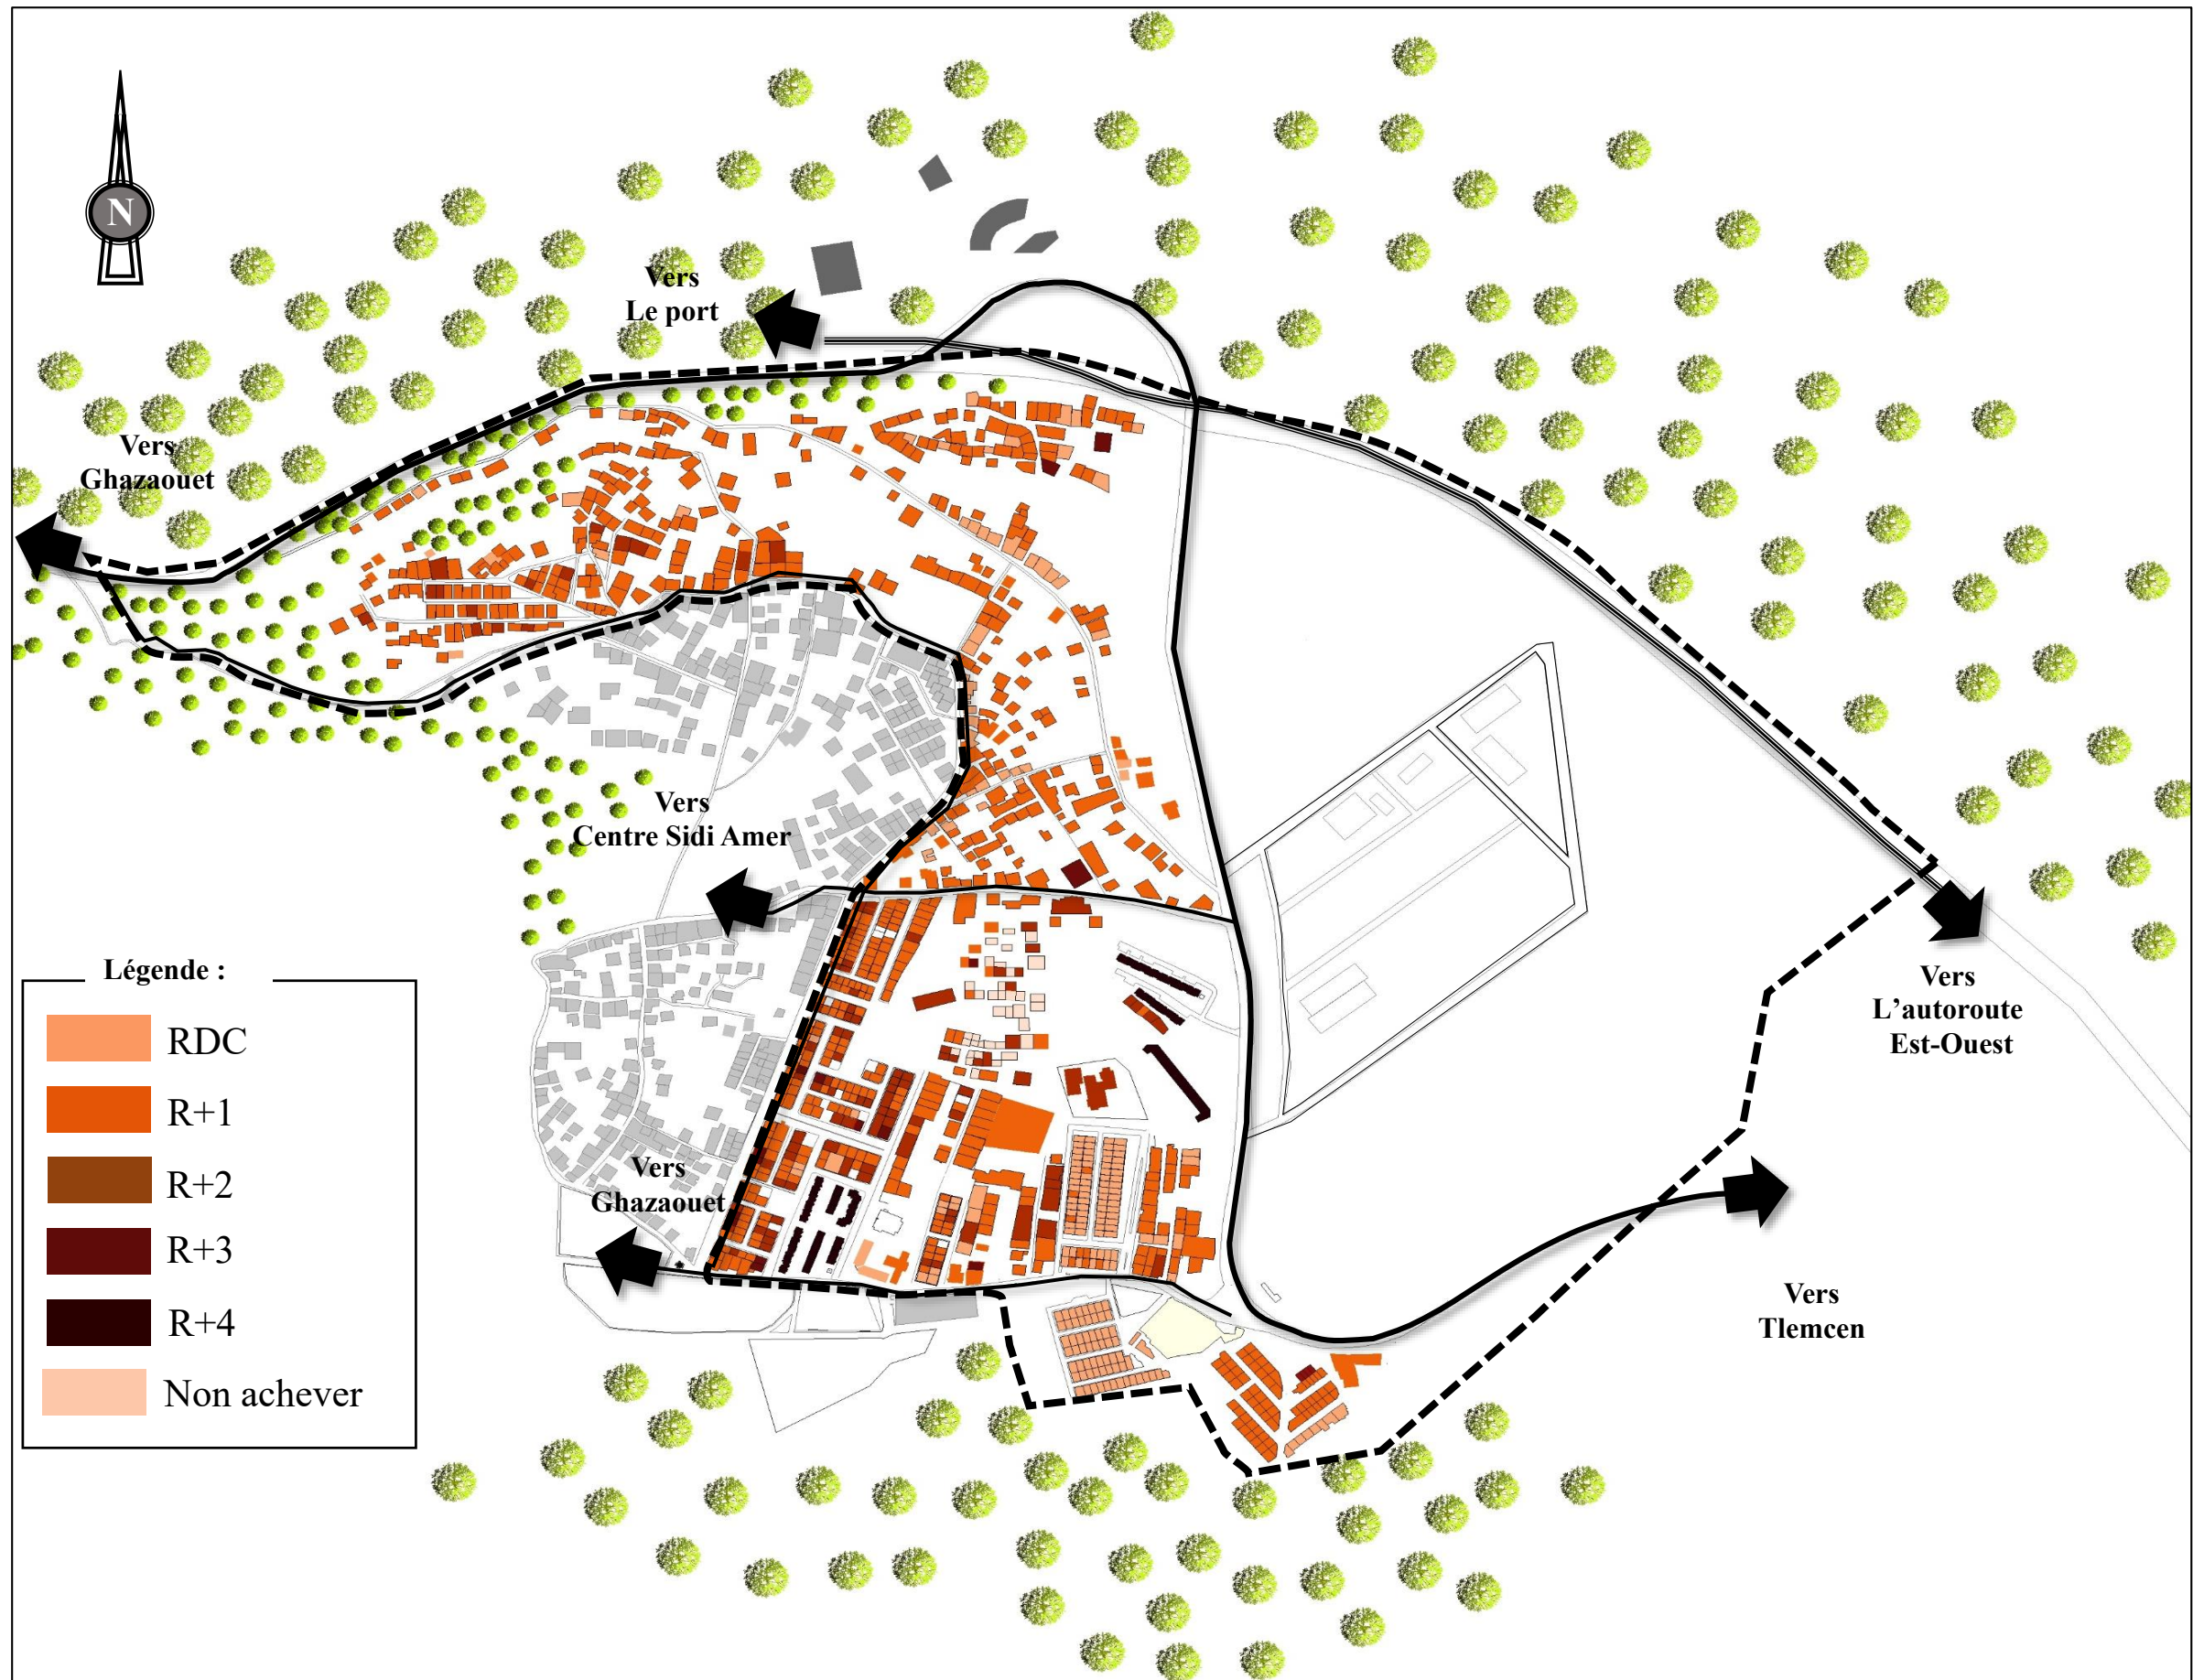 N
Vers
Le port
Vers
Ghazaouet
Vers
Centre Sidi Amer
Légende :
RDC
R+1
R+2
R+3
R+4
Non achever
Vers
Ghazaouet
Vers
L’autoroute
Est-Ouest
Vers
Tlemcen